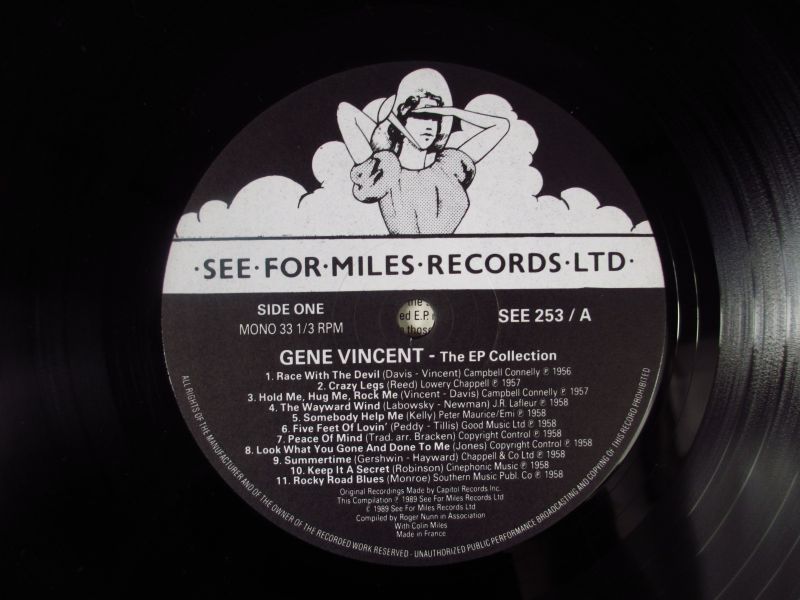 ·SEE·FOR·MILES·RECORDS·LTD·
SIDE ONE
MONO 33 1/3 RPM
ed E.P.
those
SEE 253 / A
GENE VINCENT - The EP Collection
1. Race With The Devil (Davis - Vincent) Campbell Connelly ℗ 1956
2. Crazy Legs (Reed) Lowery Chappell ℗ 1957
3. Hold Me, Hug Me, Rock Me (Vincent - Davis) Campbell Connelly ℗ 1957
4. The Wayward Wind (Labowsky - Newman) J.R. Lafleur ℗ 1958
5. Somebody Help Me (Kelly) Peter Maurice/Emi ℗ 1958
6. Five Feet Of Lovin' (Peddy - Tillis) Good Music Ltd ℗ 1958
7. Peace Of Mind (Trad. arr. Bracken) Copyright Control ℗ 1958
8. Look What You Gone And Done To Me (Jones) Copyright Control ℗ 1958
9. Summertime (Gershwin - Hayward) Chappell & Co Ltd ℗ 1958
10. Keep It A Secret (Robinson) Cinephonic Music ℗ 1958
11. Rocky Road Blues (Monroe) Southern Music Publ. Co ℗ 1958
Original Recordings Made by Capitol Records Inc.
This Compilation ℗ 1989 See For Miles Records Ltd
© 1989 See For Miles Records Ltd
Compiled by Roger Nunn in Association
With Colin Miles
Made in France
ALL RIGHTS OF THE MANUFACTURER AND OF THE OWNER OF THE RECORDED WORK RESERVED - UNAUTHORIZED PUBLIC PERFORMANCE BROADCASTING AND COPYING OF THIS RECORD PROHIBITED